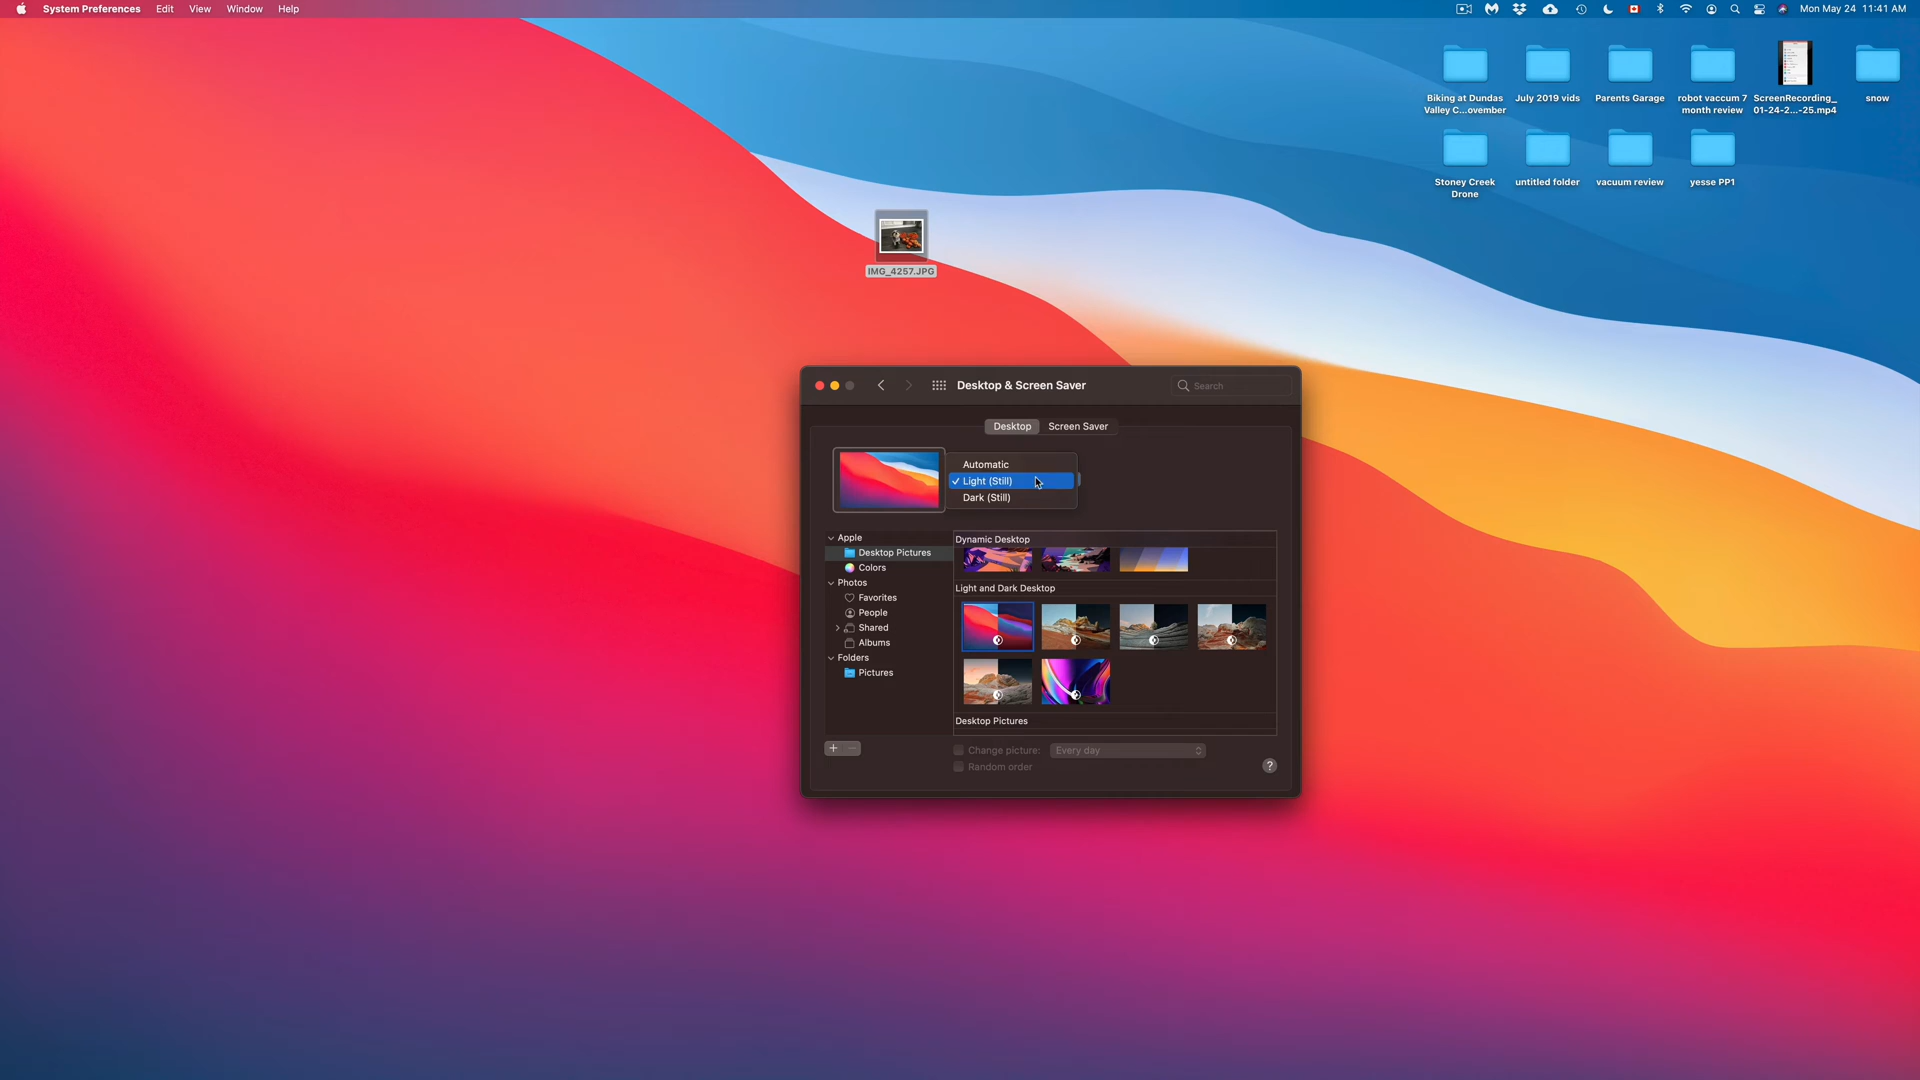 System Preferences Edit View Window Help
Mon May 24 11:41 AM
Biking at Dundas
Valley C...ovember
July 2019 vids
Parents Garage
robot vaccum 7
month review
ScreenRecording_
01-24-2...-25.mp4
snow
Stoney Creek
Drone
untitled folder
vacuum review
yesse PP1
IMG_4257.JPG
Desktop & Screen Saver
Search
Desktop Screen Saver
Automatic
✓ Light (Still)
Dark (Still)
Apple
Desktop Pictures
Colors
Photos
Favorites
People
Shared
Albums
Folders
Pictures
Dynamic Desktop
Light and Dark Desktop
Desktop Pictures
+ −
Change picture: Every day
Random order
?